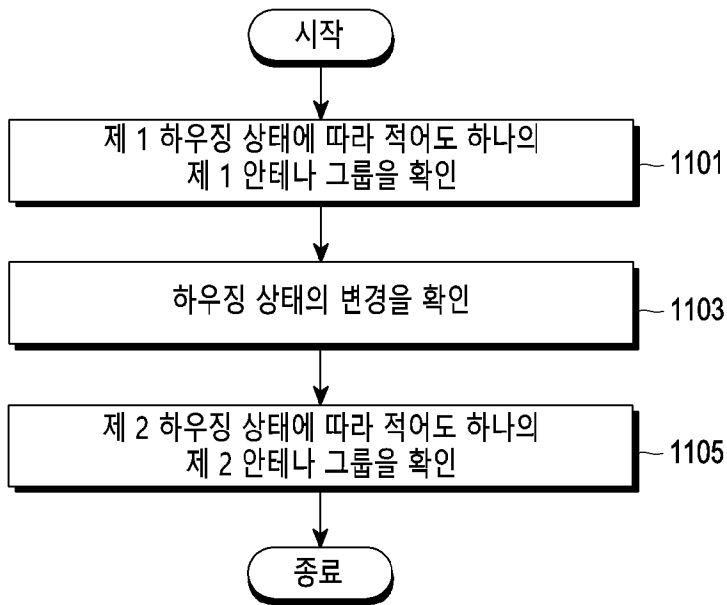 시작
제 1 하우징 상태에 따라 적어도 하나의
제 1 안테나 그룹을 확인
1101
하우징 상태의 변경을 확인
1103
제 2 하우징 상태에 따라 적어도 하나의
제 2 안테나 그룹을 확인
1105
종료